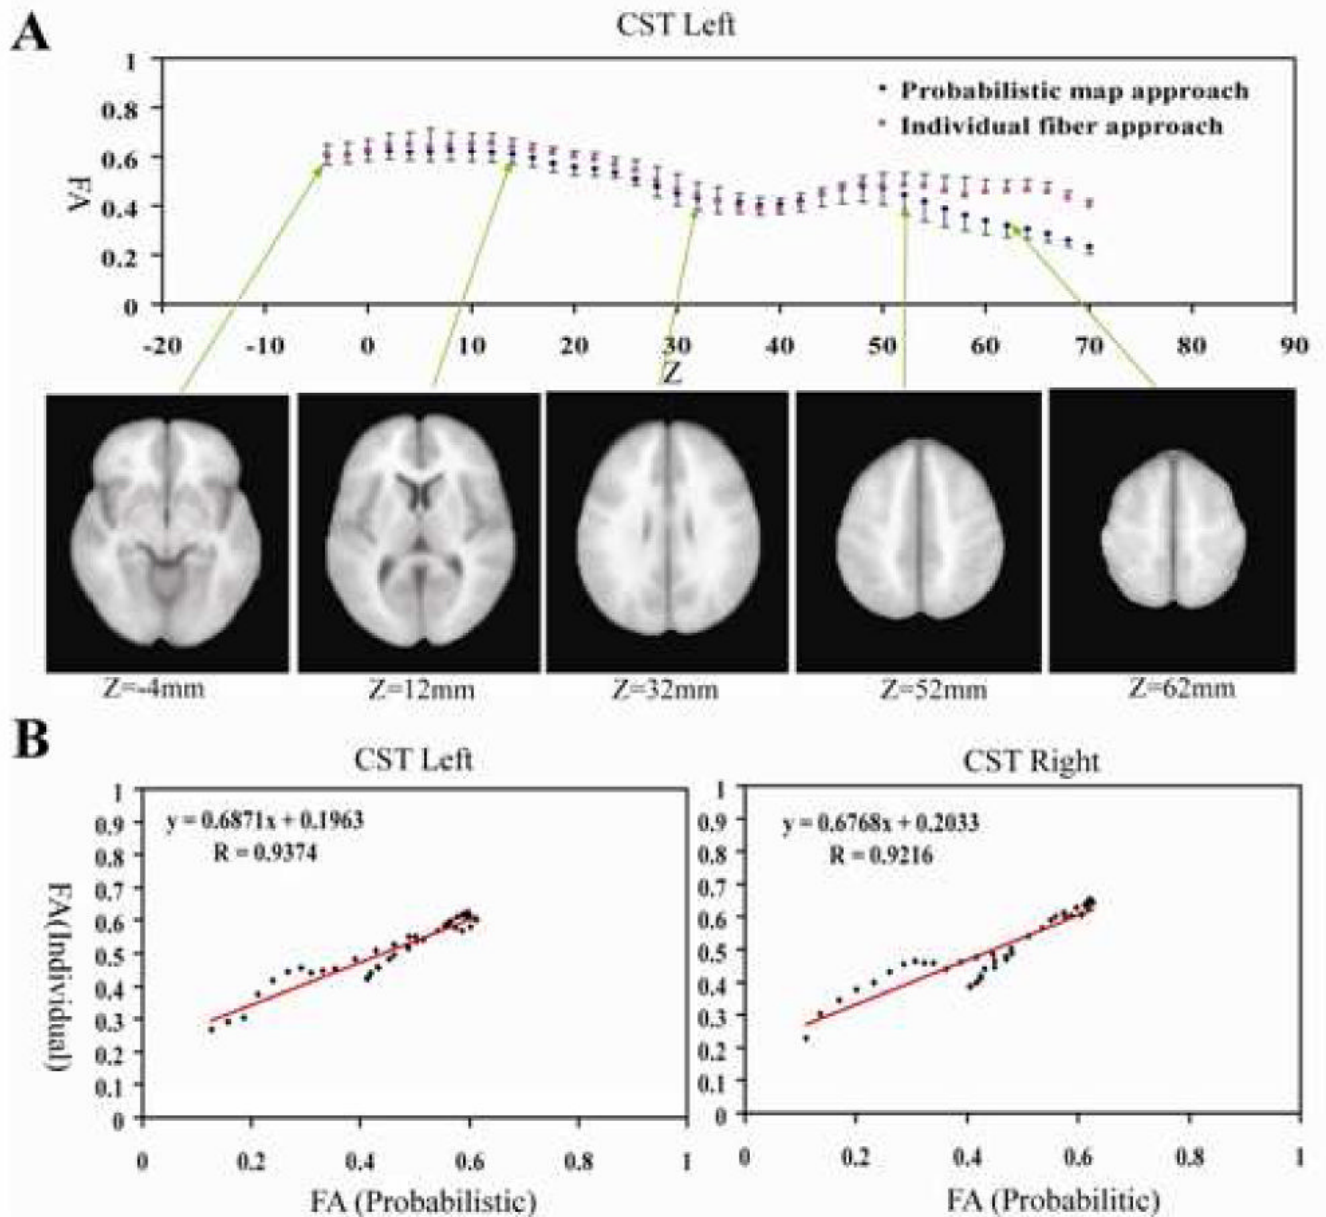 A
CST Left
1
0.8
0.6
0.4
0.2
0
FA
Probabilistic map approach
Individual fiber approach
-20 -10 0 10 20 30 40 50 60 70 80 90
Z
Z=-4mm Z=12mm Z=32mm Z=52mm Z=62mm
B
CST Left
1
0.9
0.8
0.7
0.6
0.5
0.4
0.3
0.2
0.1
0
y = 0.6871x + 0.1963
R = 0.9374
FA(Individual)
0 0.2 0.4 0.6 0.8 1
FA (Probabilistic)
CST Right
1
0.9
0.8
0.7
0.6
0.5
0.4
0.3
0.2
0.1
0
y = 0.6768x + 0.2033
R = 0.9216
0 0.2 0.4 0.6 0.8 1
FA (Probabilitic)